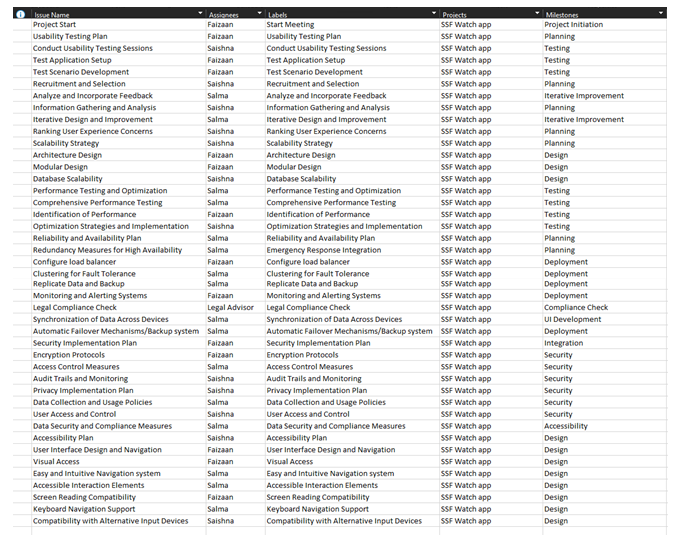 Issue Name Assignees Labels Projects Milestones
Project Start Faizaan Start Meeting SSF Watch app Project Initiation
Usability Testing Plan Faizaan Usability Testing Plan SSF Watch app Planning
Conduct Usability Testing Sessions Saishna Conduct Usability Testing Sessions SSF Watch app Testing
Test Application Setup Faizaan Test Application Setup SSF Watch app Testing
Test Scenario Development Faizaan Test Scenario Development SSF Watch app Testing
Recruitment and Selection Saishna Recruitment and Selection SSF Watch app Planning
Analyze and Incorporate Feedback Salma Analyze and Incorporate Feedback SSF Watch app Iterative Improvement
Information Gathering and Analysis Saishna Information Gathering and Analysis SSF Watch app Planning
Iterative Design and Improvement Salma Iterative Design and Improvement SSF Watch app Iterative Improvement
Ranking User Experience Concerns Saishna Ranking User Experience Concerns SSF Watch app Planning
Scalability Strategy Saishna Scalability Strategy SSF Watch app Planning
Architecture Design Faizaan Architecture Design SSF Watch app Design
Modular Design Faizaan Modular Design SSF Watch app Design
Database Scalability Saishna Database Scalability SSF Watch app Design
Performance Testing and Optimization Salma Performance Testing and Optimization SSF Watch app Testing
Comprehensive Performance Testing Salma Comprehensive Performance Testing SSF Watch app Testing
Identification of Performance Faizaan Identification of Performance SSF Watch app Testing
Optimization Strategies and Implementation Saishna Optimization Strategies and Implementation SSF Watch app Testing
Reliability and Availability Plan Salma Reliability and Availability Plan SSF Watch app Planning
Redundancy Measures for High Availability Salma Emergency Response Integration SSF Watch app Planning
Configure load balancer Faizaan Configure load balancer SSF Watch app Deployment
Clustering for Fault Tolerance Salma Clustering for Fault Tolerance SSF Watch app Deployment
Replicate Data and Backup Salma Replicate Data and Backup SSF Watch app Deployment
Monitoring and Alerting Systems Faizaan Monitoring and Alerting Systems SSF Watch app Deployment
Legal Compliance Check Legal Advisor Legal Compliance Check SSF Watch app Compliance Check
Synchronization of Data Across Devices Salma Synchronization of Data Across Devices SSF Watch app UI Development
Automatic Failover Mechanisms/Backup system Salma Automatic Failover Mechanisms/Backup system SSF Watch app Deployment
Security Implementation Plan Faizaan Security Implementation Plan SSF Watch app Integration
Encryption Protocols Faizaan Encryption Protocols SSF Watch app Security
Access Control Measures Salma Access Control Measures SSF Watch app Security
Audit Trails and Monitoring Saishna Audit Trails and Monitoring SSF Watch app Security
Privacy Implementation Plan Saishna Privacy Implementation Plan SSF Watch app Security
Data Collection and Usage Policies Salma Data Collection and Usage Policies SSF Watch app Security
User Access and Control Saishna User Access and Control SSF Watch app Security
Data Security and Compliance Measures Salma Data Security and Compliance Measures SSF Watch app Accessibility
Accessibility Plan Saishna Accessibility Plan SSF Watch app Design
User Interface Design and Navigation Faizaan User Interface Design and Navigation SSF Watch app Design
Visual Access Faizaan Visual Access SSF Watch app Design
Easy and Intuitive Navigation system Salma Easy and Intuitive Navigation system SSF Watch app Design
Accessible Interaction Elements Salma Accessible Interaction Elements SSF Watch app Design
Screen Reading Compatibility Faizaan Screen Reading Compatibility SSF Watch app Design
Keyboard Navigation Support Salma Keyboard Navigation Support SSF Watch app Design
Compatibility with Alternative Input Devices Saishna Compatibility with Alternative Input Devices SSF Watch app Design